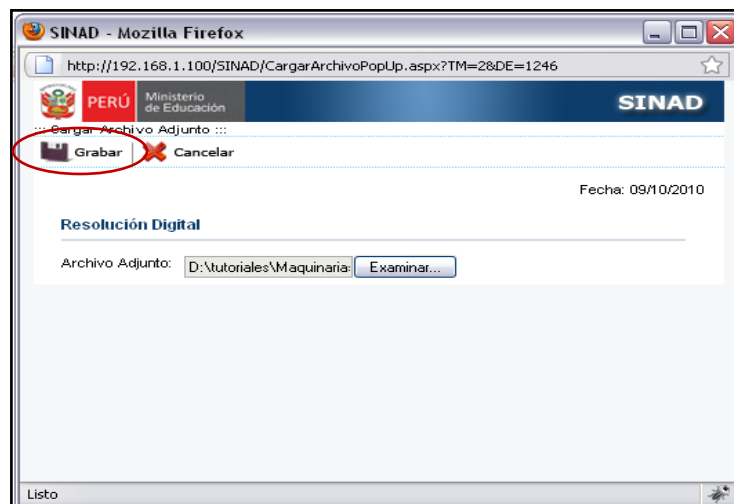 SINAD - Mozilla Firefox
http://192.168.1.100/SINAD/CargarArchivoPopUp.aspx?TM=2&DE=1246
PERÚ Ministerio de Educación SINAD
::: Cargar Archivo Adjunto :::
Grabar Cancelar
Fecha: 09/10/2010
Resolución Digital
Archivo Adjunto: D:\tutoriales\Maquinaria Examinar...
Listo